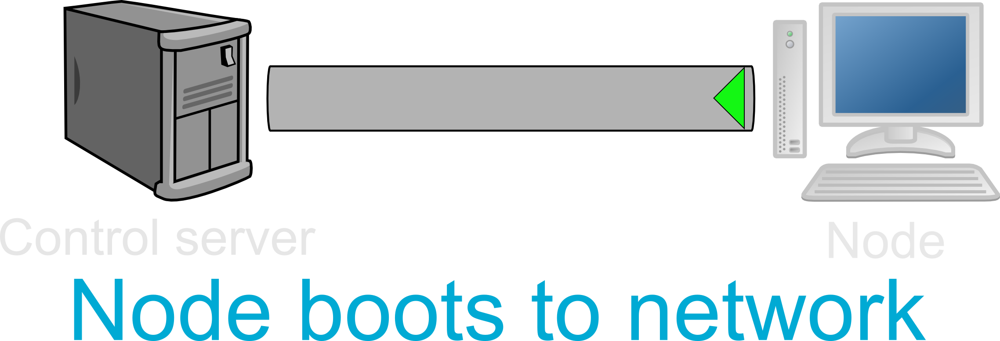 Control server
Node
Node boots to network